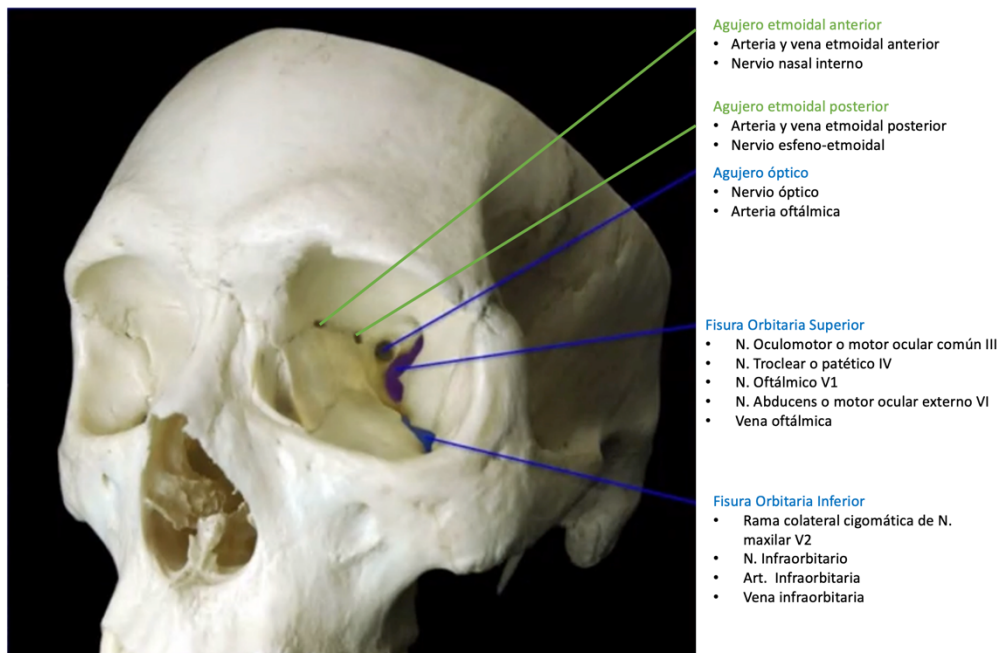 Agujero etmoidal anterior
• Arteria y vena etmoidal anterior
• Nervio nasal interno
Agujero etmoidal posterior
• Arteria y vena etmoidal posterior
• Nervio esfeno-etmoidal
Agujero óptico
• Nervio óptico
• Arteria oftálmica
Fisura Orbitaria Superior
• N. Oculomotor o motor ocular común III
• N. Troclear o patético IV
• N. Oftálmico V1
• N. Abducens o motor ocular externo VI
• Vena oftálmica
Fisura Orbitaria Inferior
• Rama colateral cigomática de N.
maxilar V2
• N. Infraorbitario
• Art. Infraorbitaria
• Vena infraorbitaria